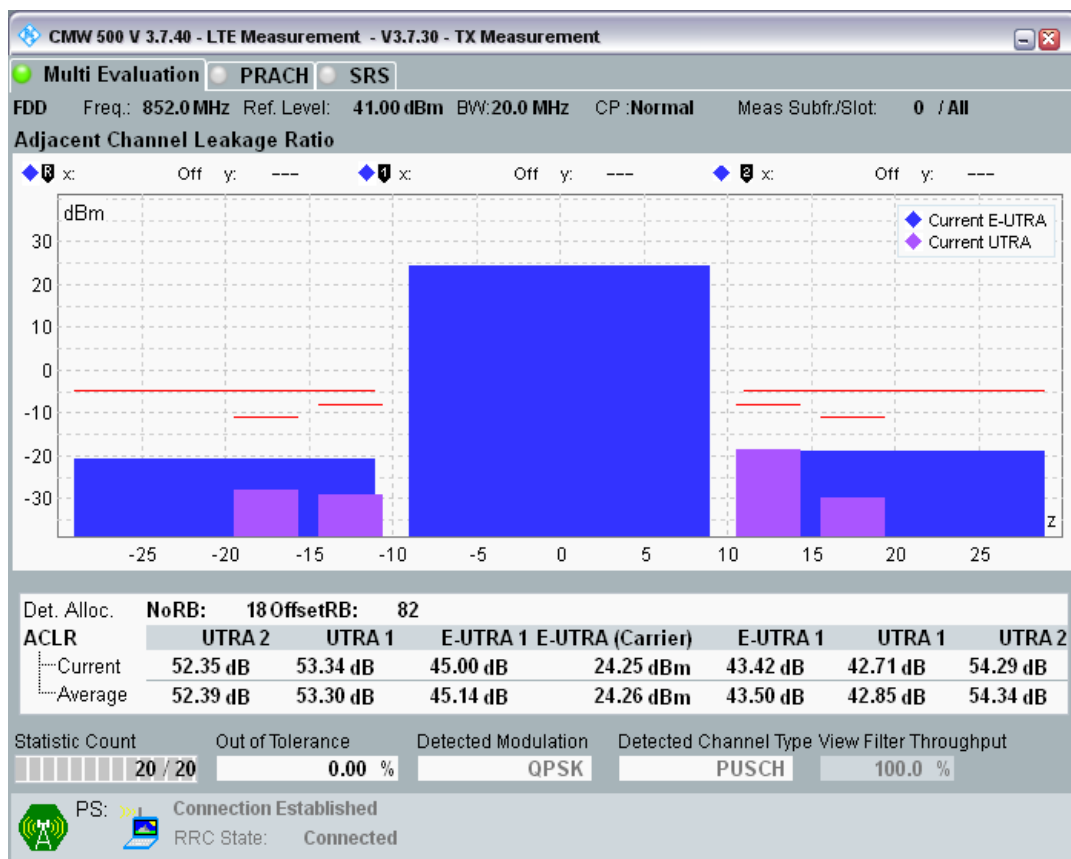 CMW 500 V 3.7.40 - LTE Measurement - V3.7.30 - TX Measurement
Multi Evaluation PRACH SRS
FDD Freq.: 852.0 MHz Ref. Level: 41.00 dBm BW:20.0 MHz CP :Normal Meas Subfr./Slot: 0 / All
Adjacent Channel Leakage Ratio
R x: Off y: --- 1 x: Off y: --- 2 x: Off y: ---
dBm
Current E-UTRA
Current UTRA
30
20
10
0
-10
-20
-30
z
-25 -20 -15 -10 -5 0 5 10 15 20 25
Det. Alloc. NoRB: 18 OffsetRB: 82
ACLR UTRA 2 UTRA 1 E-UTRA 1 E-UTRA (Carrier) E-UTRA 1 UTRA 1 UTRA 2
Current 52.35 dB 53.34 dB 45.00 dB 24.25 dBm 43.42 dB 42.71 dB 54.29 dB
Average 52.39 dB 53.30 dB 45.14 dB 24.26 dBm 43.50 dB 42.85 dB 54.34 dB
Statistic Count Out of Tolerance Detected Modulation Detected Channel Type View Filter Throughput
20 / 20 0.00 % QPSK PUSCH 100.0 %
PS: Connection Established
RRC State: Connected